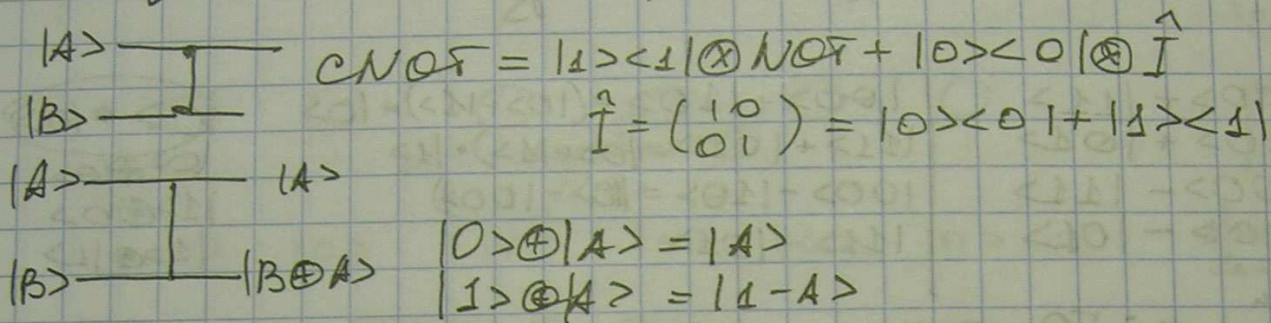 |A> CNOT = |1><1|⊗NOT + |0><0|⊗Î
|B> Î = (1 0
0 1) = |0><0| + |1><1|
|A> |A>
|0>⊕|A> = |A>
|B> |B⊕A> |1>⊕|A> = |1-A>